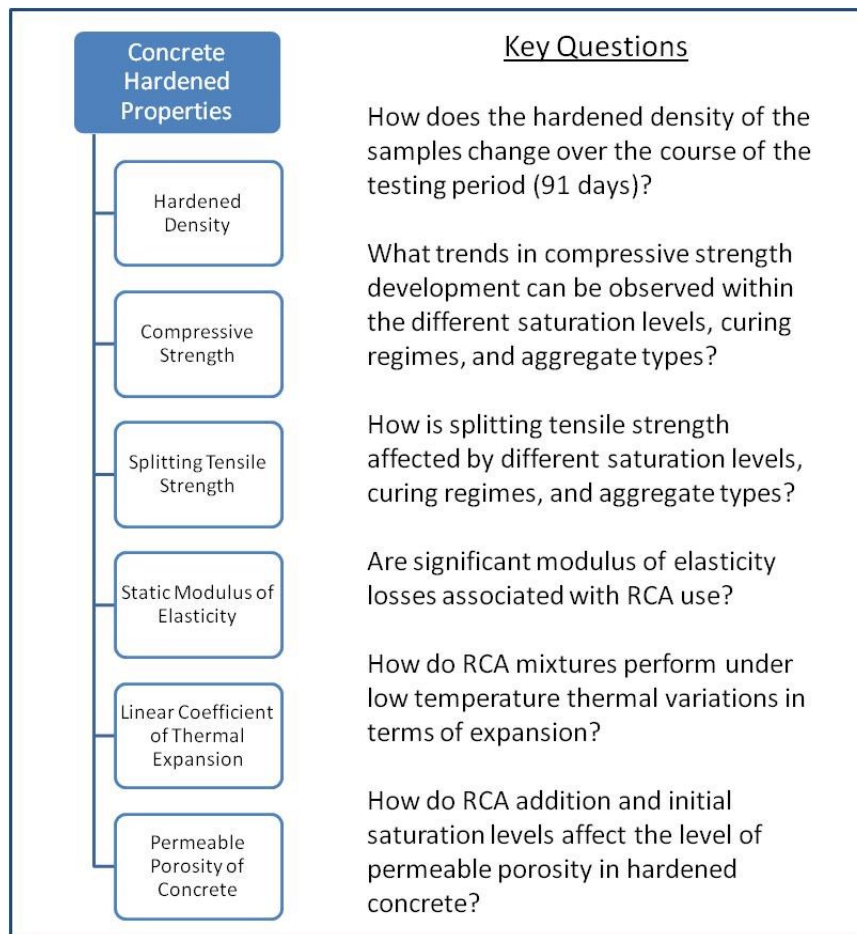 Concrete
Hardened
Properties
Hardened
Density
Compressive
Strength
Splitting Tensile
Strength
Static Modulus of
Elasticity
Linear Coefficient
of Thermal
Expansion
Permeable
Porosity of
Concrete
Key Questions
How does the hardened density of the
samples change over the course of the
testing period (91 days)?
What trends in compressive strength
development can be observed within
the different saturation levels, curing
regimes, and aggregate types?
How is splitting tensile strength
affected by different saturation levels,
curing regimes, and aggregate types?
Are significant modulus of elasticity
losses associated with RCA use?
How do RCA mixtures perform under
low temperature thermal variations in
terms of expansion?
How do RCA addition and initial
saturation levels affect the level of
permeable porosity in hardened
concrete?